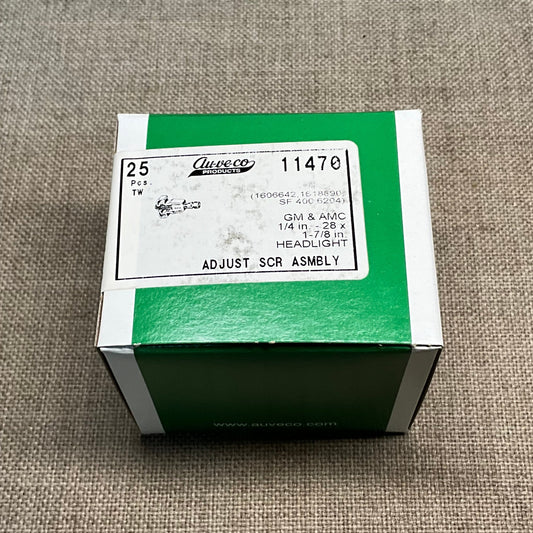 25
Pcs.
TW
Auveco
PRODUCTS
11470
(1606642,1618890)
SF 400 6204)
GM & AMC
1/4 in. - 28 x
1-7/8 in.
HEADLIGHT
ADJUST SCR ASMBLY
www.auveco.com